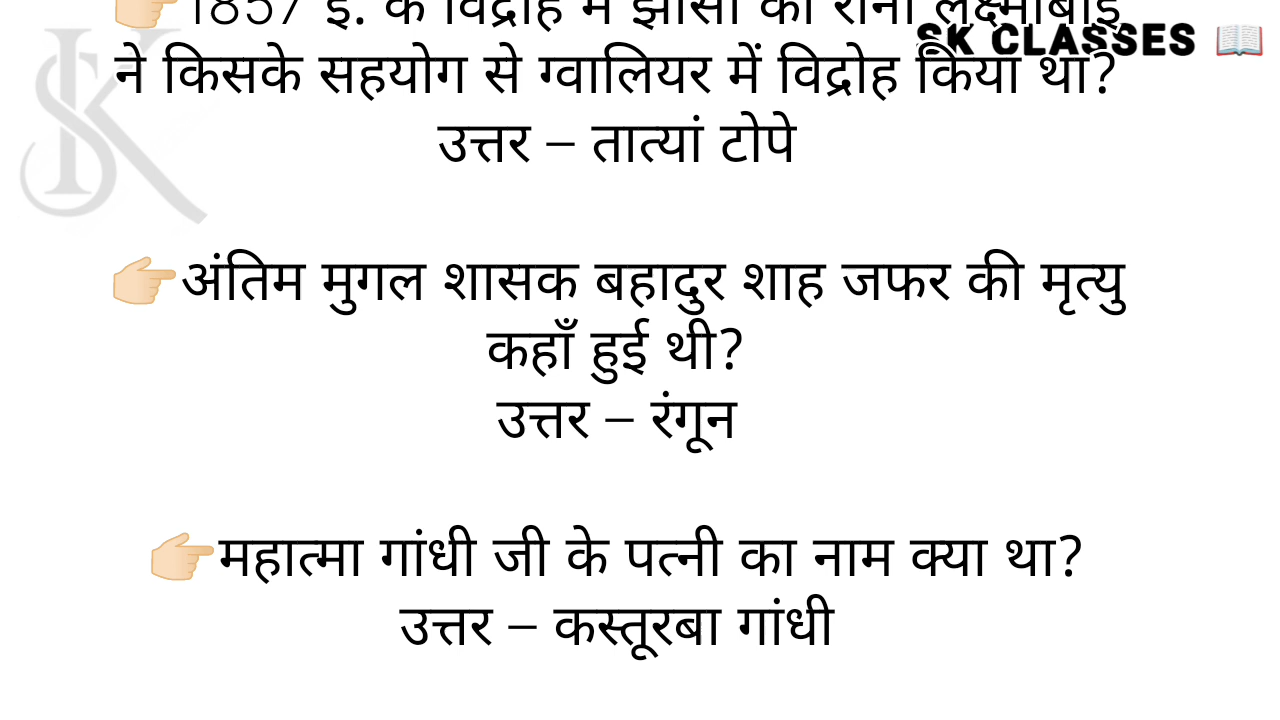 👉🏻1857 ई. के विद्रोह में झाँसी की रानी लक्ष्मीबाई
SK CLASSES 📖
ने किसके सहयोग से ग्वालियर में विद्रोह किया था?
उत्तर – तात्यां टोपे
👉🏻अंतिम मुगल शासक बहादुर शाह जफर की मृत्यु
कहाँ हुई थी?
उत्तर – रंगून
👉🏻महात्मा गांधी जी के पत्नी का नाम क्या था?
उत्तर – कस्तूरबा गांधी